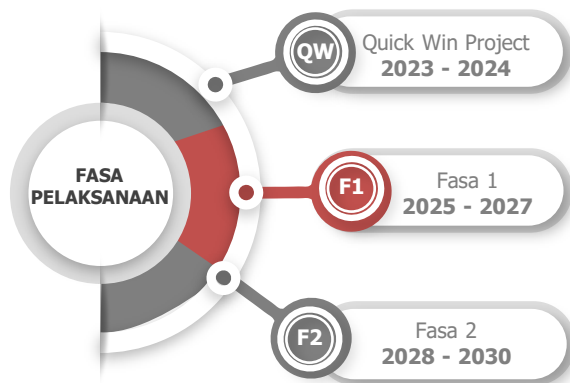 FASA
PELAKSANAAN
QW
Quick Win Project
2023 - 2024
F1
Fasa 1
2025 - 2027
F2
Fasa 2
2028 - 2030